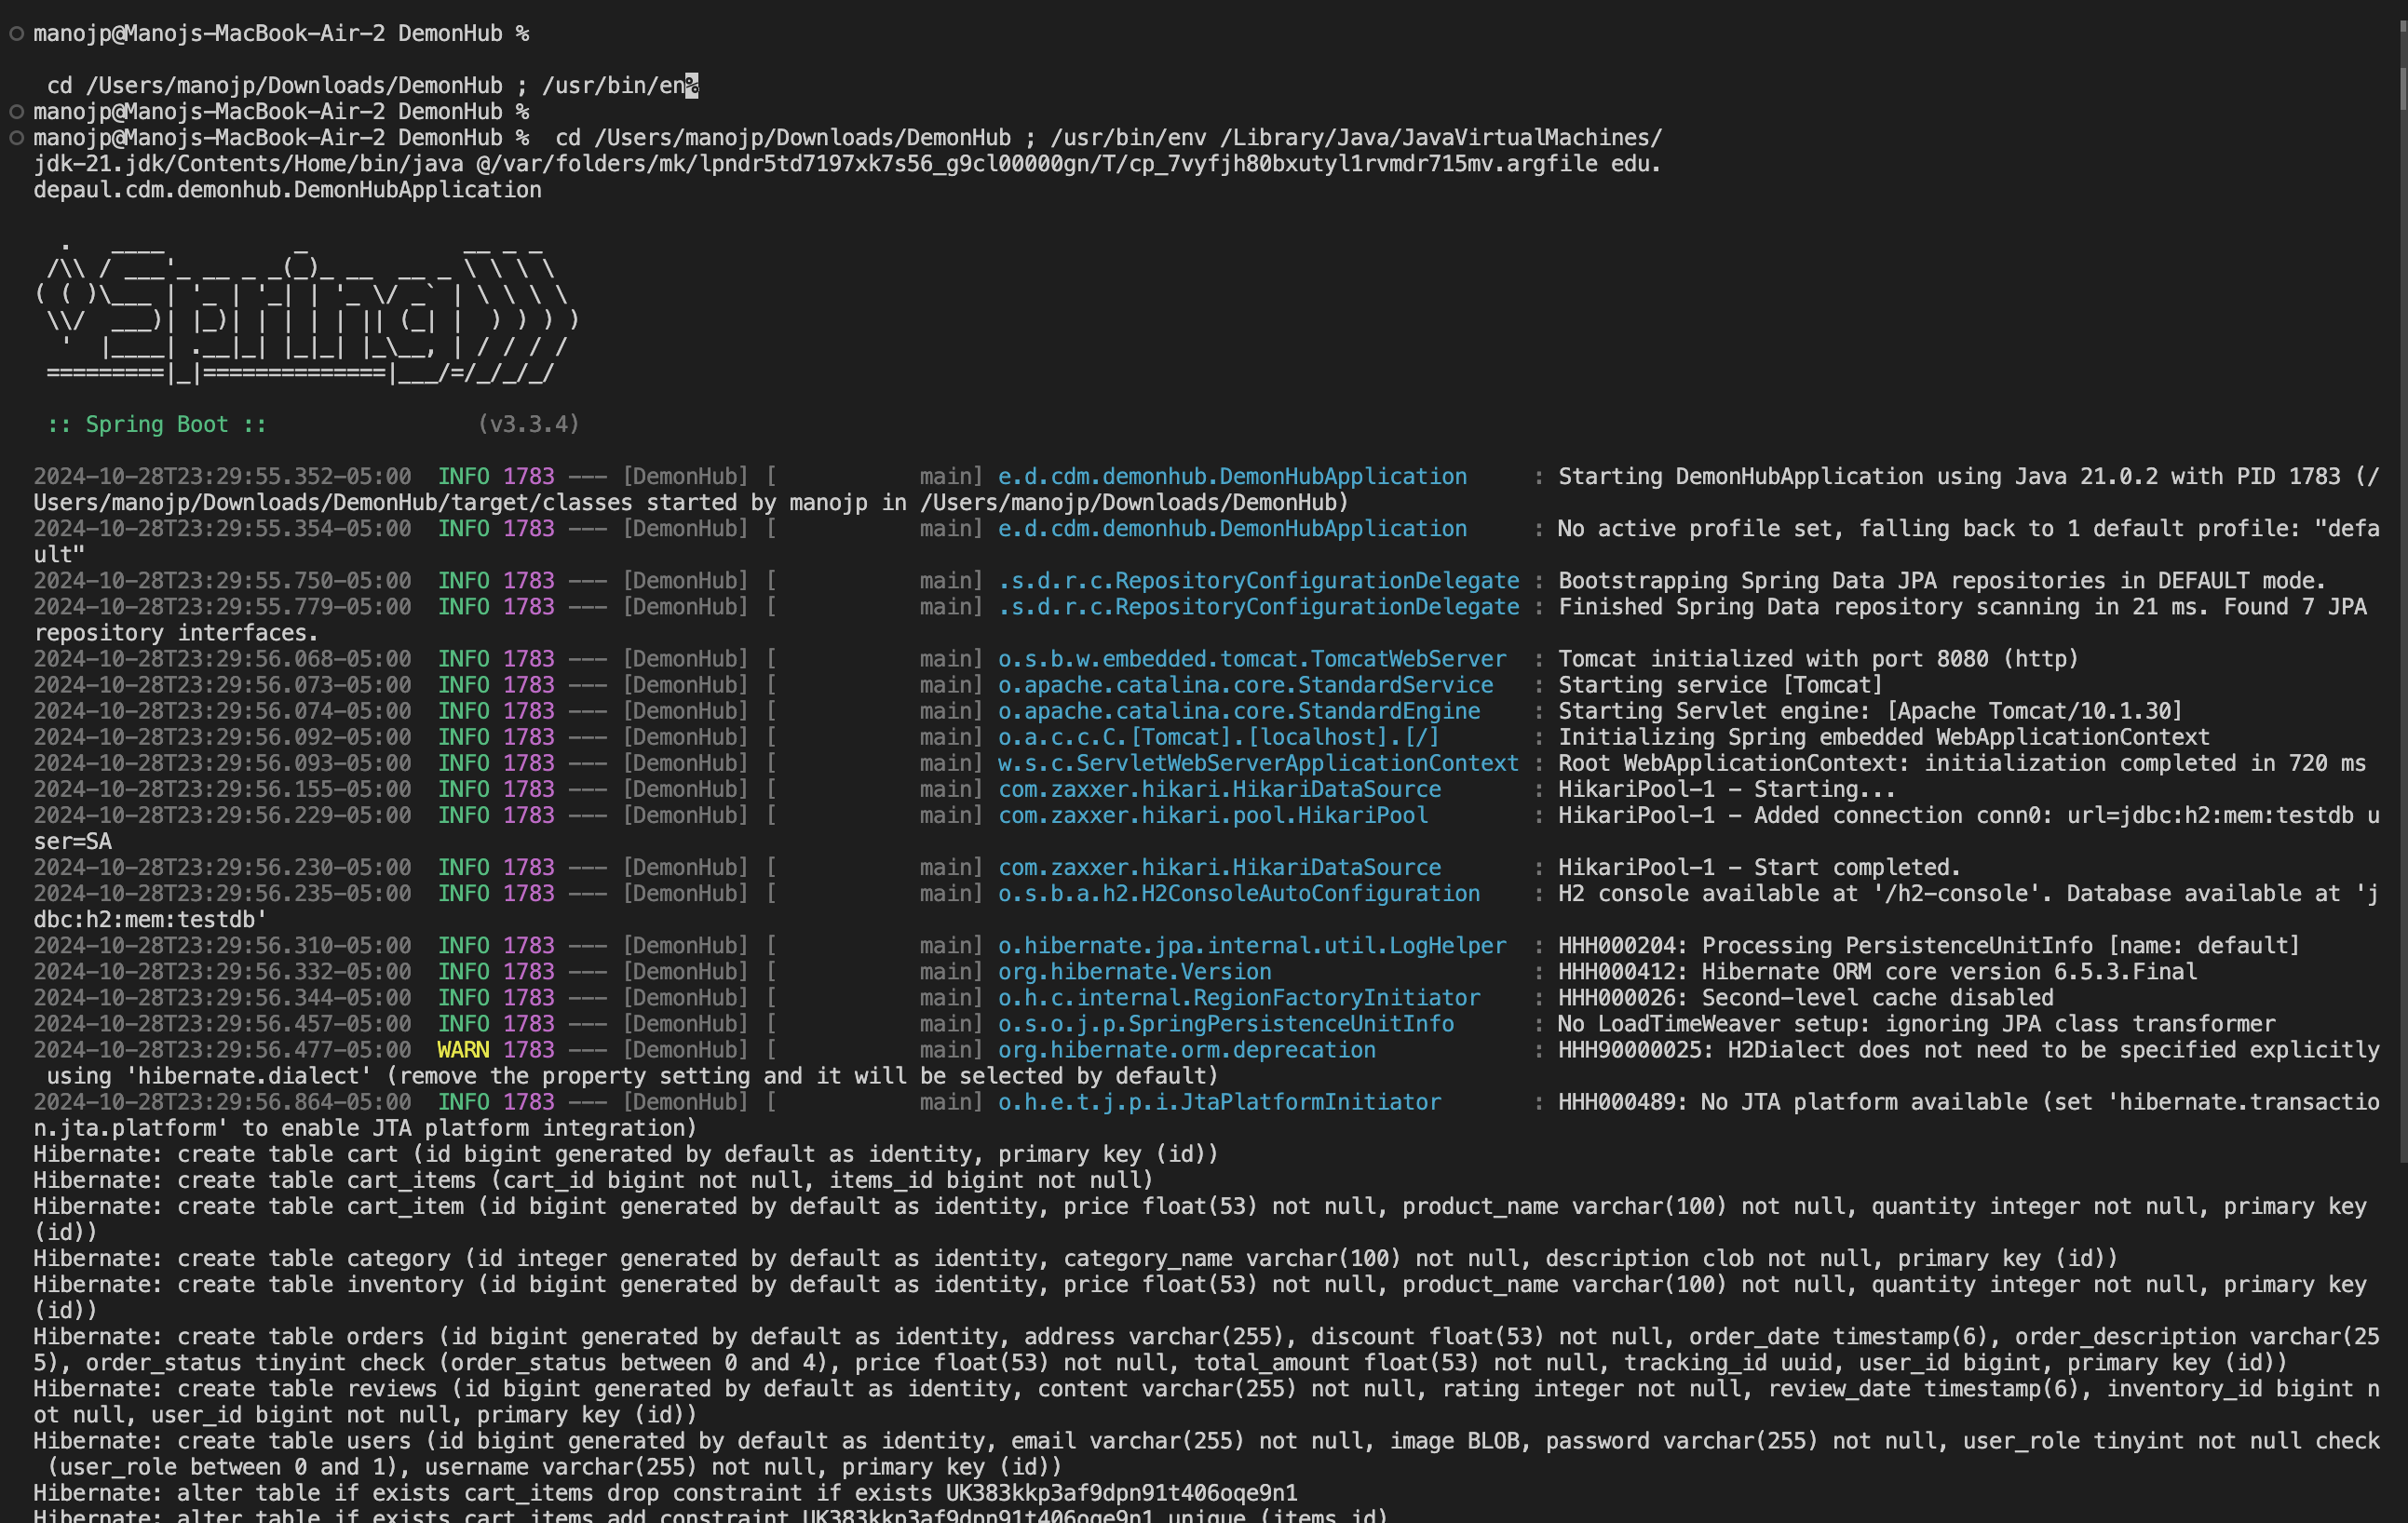 manojp@Manojs-MacBook-Air-2 DemonHub %
 cd /Users/manojp/Downloads/DemonHub ; /usr/bin/en%
manojp@Manojs-MacBook-Air-2 DemonHub %
manojp@Manojs-MacBook-Air-2 DemonHub %  cd /Users/manojp/Downloads/DemonHub ; /usr/bin/env /Library/Java/JavaVirtualMachines/
jdk-21.jdk/Contents/Home/bin/java @/var/folders/mk/lpndr5td7197xk7s56_g9cl00000gn/T/cp_7vyfjh80bxutyl1rvmdr715mv.argfile edu.
depaul.cdm.demonhub.DemonHubApplication
  .   ____          _            __ _ _
 /\\ / ___'_ __ _ _(_)_ __  __ _ \ \ \ \
( ( )\___ | '_ | '_| | '_ \/ _` | \ \ \ \
 \\/  ___)| |_)| | | | | || (_| |  ) ) ) )
  '  |____| .__|_| |_|_| |_\__, | / / / /
 =========|_|==============|___/=/_/_/_/
 :: Spring Boot ::                (v3.3.4)
2024-10-28T23:29:55.352-05:00  INFO 1783 --- [DemonHub] [           main] e.d.cdm.demonhub.DemonHubApplication     : Starting DemonHubApplication using Java 21.0.2 with PID 1783 (/
Users/manojp/Downloads/DemonHub/target/classes started by manojp in /Users/manojp/Downloads/DemonHub)
2024-10-28T23:29:55.354-05:00  INFO 1783 --- [DemonHub] [           main] e.d.cdm.demonhub.DemonHubApplication     : No active profile set, falling back to 1 default profile: "defa
ult"
2024-10-28T23:29:55.750-05:00  INFO 1783 --- [DemonHub] [           main] .s.d.r.c.RepositoryConfigurationDelegate : Bootstrapping Spring Data JPA repositories in DEFAULT mode.
2024-10-28T23:29:55.779-05:00  INFO 1783 --- [DemonHub] [           main] .s.d.r.c.RepositoryConfigurationDelegate : Finished Spring Data repository scanning in 21 ms. Found 7 JPA
repository interfaces.
2024-10-28T23:29:56.068-05:00  INFO 1783 --- [DemonHub] [           main] o.s.b.w.embedded.tomcat.TomcatWebServer  : Tomcat initialized with port 8080 (http)
2024-10-28T23:29:56.073-05:00  INFO 1783 --- [DemonHub] [           main] o.apache.catalina.core.StandardService   : Starting service [Tomcat]
2024-10-28T23:29:56.074-05:00  INFO 1783 --- [DemonHub] [           main] o.apache.catalina.core.StandardEngine    : Starting Servlet engine: [Apache Tomcat/10.1.30]
2024-10-28T23:29:56.092-05:00  INFO 1783 --- [DemonHub] [           main] o.a.c.c.C.[Tomcat].[localhost].[/]       : Initializing Spring embedded WebApplicationContext
2024-10-28T23:29:56.093-05:00  INFO 1783 --- [DemonHub] [           main] w.s.c.ServletWebServerApplicationContext : Root WebApplicationContext: initialization completed in 720 ms
2024-10-28T23:29:56.155-05:00  INFO 1783 --- [DemonHub] [           main] com.zaxxer.hikari.HikariDataSource       : HikariPool-1 - Starting...
2024-10-28T23:29:56.229-05:00  INFO 1783 --- [DemonHub] [           main] com.zaxxer.hikari.pool.HikariPool        : HikariPool-1 - Added connection conn0: url=jdbc:h2:mem:testdb u
ser=SA
2024-10-28T23:29:56.230-05:00  INFO 1783 --- [DemonHub] [           main] com.zaxxer.hikari.HikariDataSource       : HikariPool-1 - Start completed.
2024-10-28T23:29:56.235-05:00  INFO 1783 --- [DemonHub] [           main] o.s.b.a.h2.H2ConsoleAutoConfiguration    : H2 console available at '/h2-console'. Database available at 'j
dbc:h2:mem:testdb'
2024-10-28T23:29:56.310-05:00  INFO 1783 --- [DemonHub] [           main] o.hibernate.jpa.internal.util.LogHelper  : HHH000204: Processing PersistenceUnitInfo [name: default]
2024-10-28T23:29:56.332-05:00  INFO 1783 --- [DemonHub] [           main] org.hibernate.Version                    : HHH000412: Hibernate ORM core version 6.5.3.Final
2024-10-28T23:29:56.344-05:00  INFO 1783 --- [DemonHub] [           main] o.h.c.internal.RegionFactoryInitiator    : HHH000026: Second-level cache disabled
2024-10-28T23:29:56.457-05:00  INFO 1783 --- [DemonHub] [           main] o.s.o.j.p.SpringPersistenceUnitInfo      : No LoadTimeWeaver setup: ignoring JPA class transformer
2024-10-28T23:29:56.477-05:00  WARN 1783 --- [DemonHub] [           main] org.hibernate.orm.deprecation            : HHH90000025: H2Dialect does not need to be specified explicitly
 using 'hibernate.dialect' (remove the property setting and it will be selected by default)
2024-10-28T23:29:56.864-05:00  INFO 1783 --- [DemonHub] [           main] o.h.e.t.j.p.i.JtaPlatformInitiator       : HHH000489: No JTA platform available (set 'hibernate.transactio
n.jta.platform' to enable JTA platform integration)
Hibernate: create table cart (id bigint generated by default as identity, primary key (id))
Hibernate: create table cart_items (cart_id bigint not null, items_id bigint not null)
Hibernate: create table cart_item (id bigint generated by default as identity, price float(53) not null, product_name varchar(100) not null, quantity integer not null, primary key
(id))
Hibernate: create table category (id integer generated by default as identity, category_name varchar(100) not null, description clob not null, primary key (id))
Hibernate: create table inventory (id bigint generated by default as identity, price float(53) not null, product_name varchar(100) not null, quantity integer not null, primary key
(id))
Hibernate: create table orders (id bigint generated by default as identity, address varchar(255), discount float(53) not null, order_date timestamp(6), order_description varchar(25
5), order_status tinyint check (order_status between 0 and 4), price float(53) not null, total_amount float(53) not null, tracking_id uuid, user_id bigint, primary key (id))
Hibernate: create table reviews (id bigint generated by default as identity, content varchar(255) not null, rating integer not null, review_date timestamp(6), inventory_id bigint n
ot null, user_id bigint not null, primary key (id))
Hibernate: create table users (id bigint generated by default as identity, email varchar(255) not null, image BLOB, password varchar(255) not null, user_role tinyint not null check
 (user_role between 0 and 1), username varchar(255) not null, primary key (id))
Hibernate: alter table if exists cart_items drop constraint if exists UK383kkp3af9dpn91t406oqe9n1
Hibernate: alter table if exists cart_items add constraint UK383kkp3af9dpn91t406oqe9n1 unique (items_id)